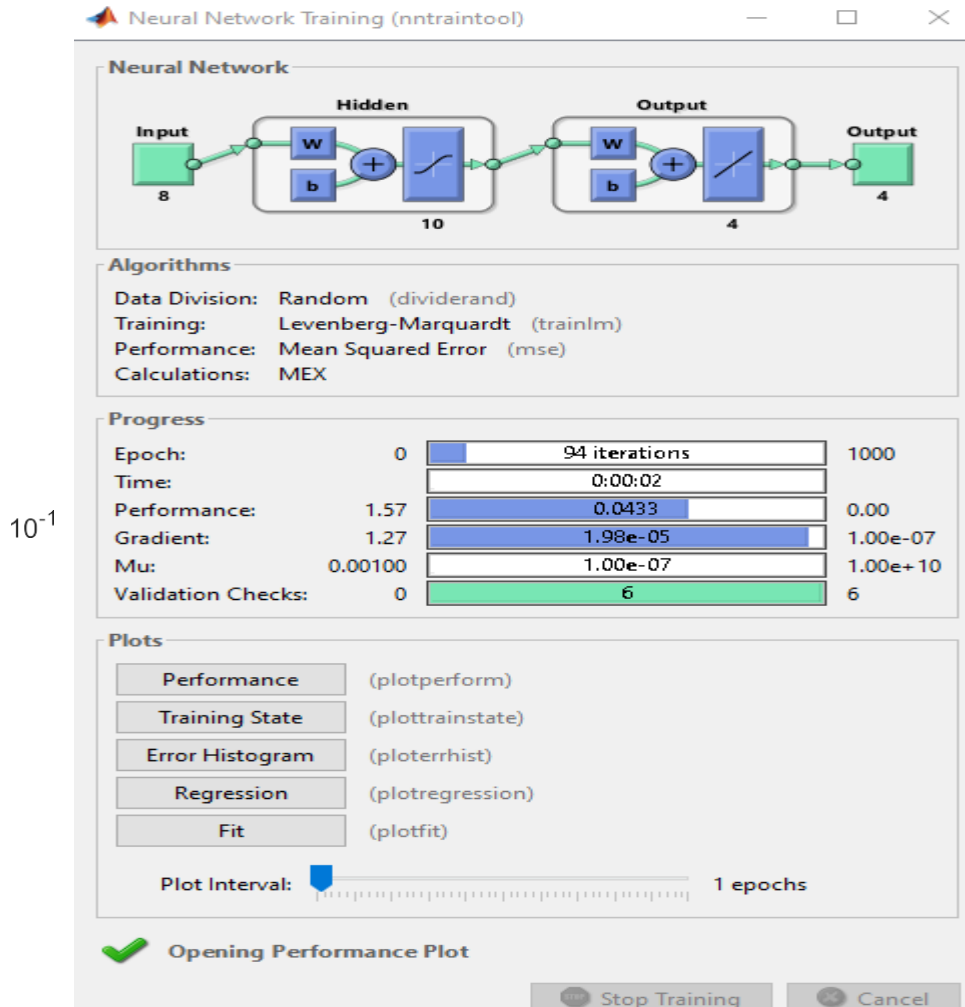 Neural Network Training (nntraintool)
Neural Network
Hidden Output
Input Output
W W
b b
+ +
8 4
10 4
Algorithms
Data Division: Random (dividerand)
Training: Levenberg-Marquardt (trainlm)
Performance: Mean Squared Error (mse)
Calculations: MEX
Progress
Epoch: 0 94 iterations 1000
Time: 0:00:02
Performance: 1.57 0.0433 0.00
10⁻¹
Gradient: 1.27 1.98e-05 1.00e-07
Mu: 0.00100 1.00e-07 1.00e+10
Validation Checks: 0 6 6
Plots
Performance (plotperform)
Training State (plottrainstate)
Error Histogram (ploterrhist)
Regression (plotregression)
Fit (plotfit)
Plot Interval: 1 epochs
Opening Performance Plot
STOP Stop Training Cancel